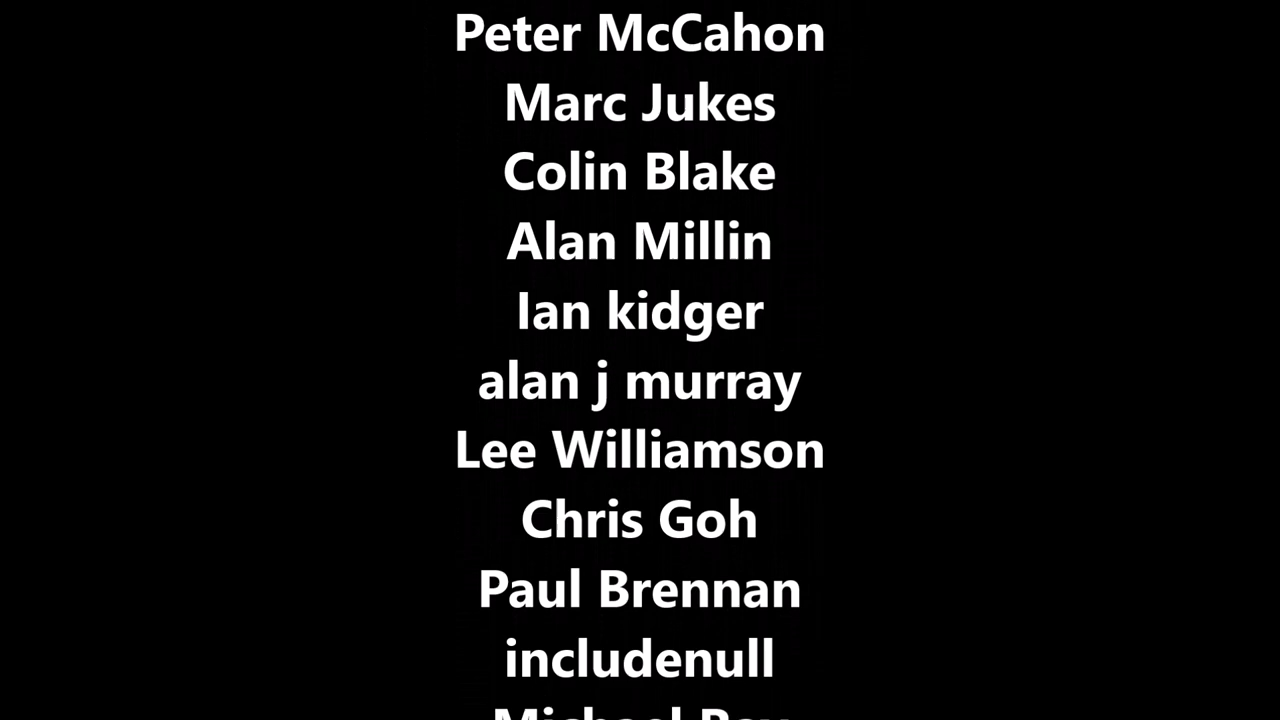 Peter McCahon
Marc Jukes
Colin Blake
Alan Millin
Ian kidger
alan j murray
Lee Williamson
Chris Goh
Paul Brennan
includenull
Michael